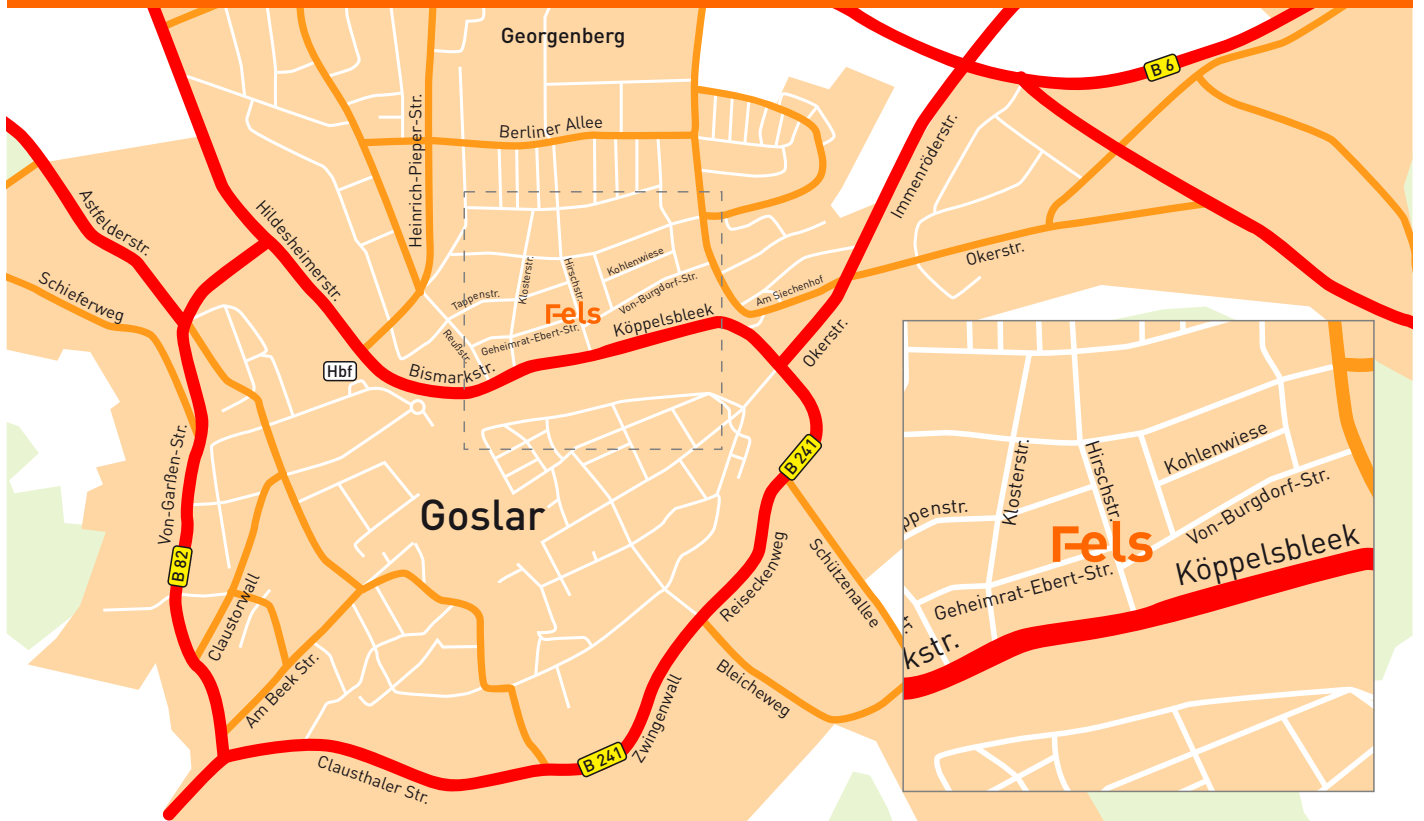 Georgenberg
B 6
Heinrich-Pieper-Str.
Berliner Allee
Immenröderstr.
Astfelderstr.
Hildesheimerstr.
Okerstr.
Schieferweg
Kohlenwiese
Klosterstr.
Hirschstr.
Von-Burgdorf-Str.
Am Siechenhof
Tappenstr.
Fels
Köppelsbleek
Geheimrat-Ebert-Str.
Reußstr.
Okerstr.
Hbf
Bismarkstr.
B 241
Von-Garßen-Str.
Goslar
B 82
Claustorwall
Reiseckenweg
Schützenallee
Am Beek Str.
Bleicheweg
Zwingenwall
B 241
Clausthaler Str.
Kohlenwiese
Klosterstr.
Hirschstr.
ppenstr.
Von-Burgdorf-Str.
Fels
Köppelsbleek
Geheimrat-Ebert-Str.
r.
kstr.